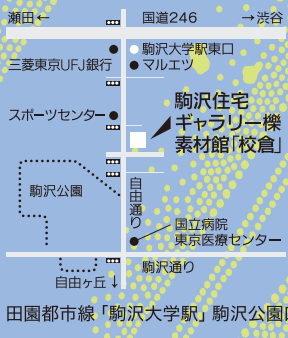 瀬田← 国道246 →渋谷
駒沢大学駅東口
三菱東京UFJ銀行 マルエツ
駒沢住宅
スポーツセンター ギャラリー櫟
素材館「校倉」
駒沢公園
自由通り
国立病院
東京医療センター
駒沢通り
自由ヶ丘↓
田園都市線「駒沢大学駅」駒沢公園口